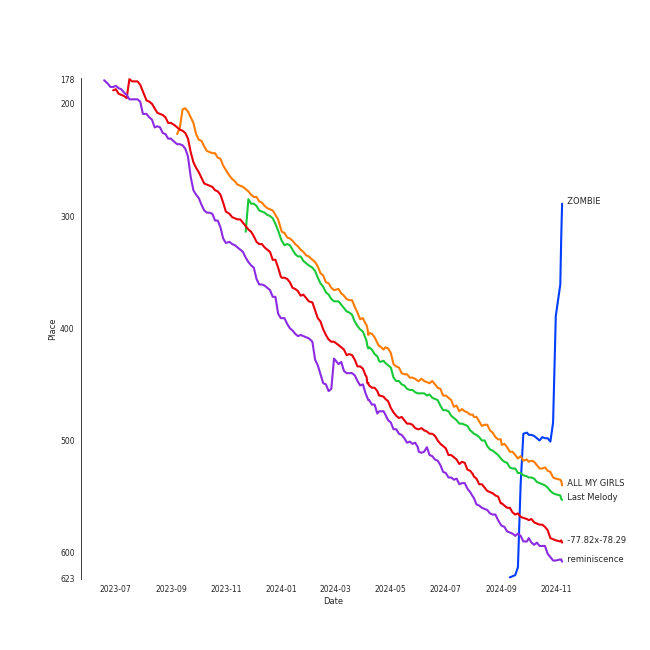 178
200
300
400
500
600
623
Place
2023-07
2023-09
2023-11
2024-01
2024-03
2024-05
2024-07
2024-09
2024-11
Date
ZOMBIE
ALL MY GIRLS
Last Melody
-77.82x-78.29
reminiscence